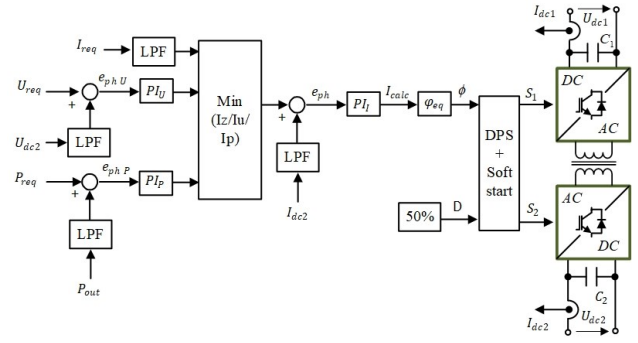 I_req
LPF
U_req
+
e_ph U
PI_U
U_dc2
LPF
P_req
+
e_ph P
PI_P
LPF
P_out
Min
(Iz/Iu/
Ip)
e_ph
PI_I
I_calc
φ_eq
ϕ
LPF
I_dc2
50%
D
DPS
+
Soft
start
S_1
S_2
I_dc1
U_dc1
C_1
DC
AC
AC
DC
C_2
I_dc2
U_dc2